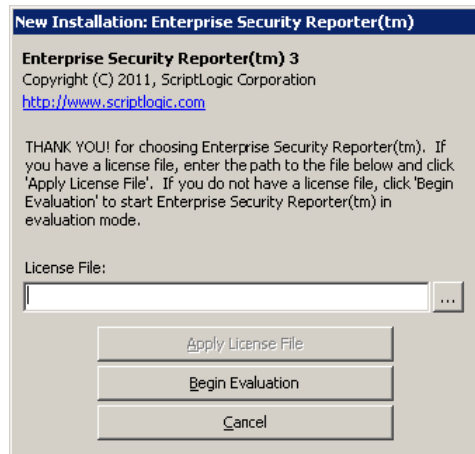 New Installation: Enterprise Security Reporter(tm)
Enterprise Security Reporter(tm) 3
Copyright (C) 2011, ScriptLogic Corporation
http://www.scriptlogic.com
THANK YOU! for choosing Enterprise Security Reporter(tm). If
you have a license file, enter the path to the file below and click
'Apply License File'. If you do not have a license file, click 'Begin
Evaluation' to start Enterprise Security Reporter(tm) in
evaluation mode.
License File:
...
Apply License File
Begin Evaluation
Cancel